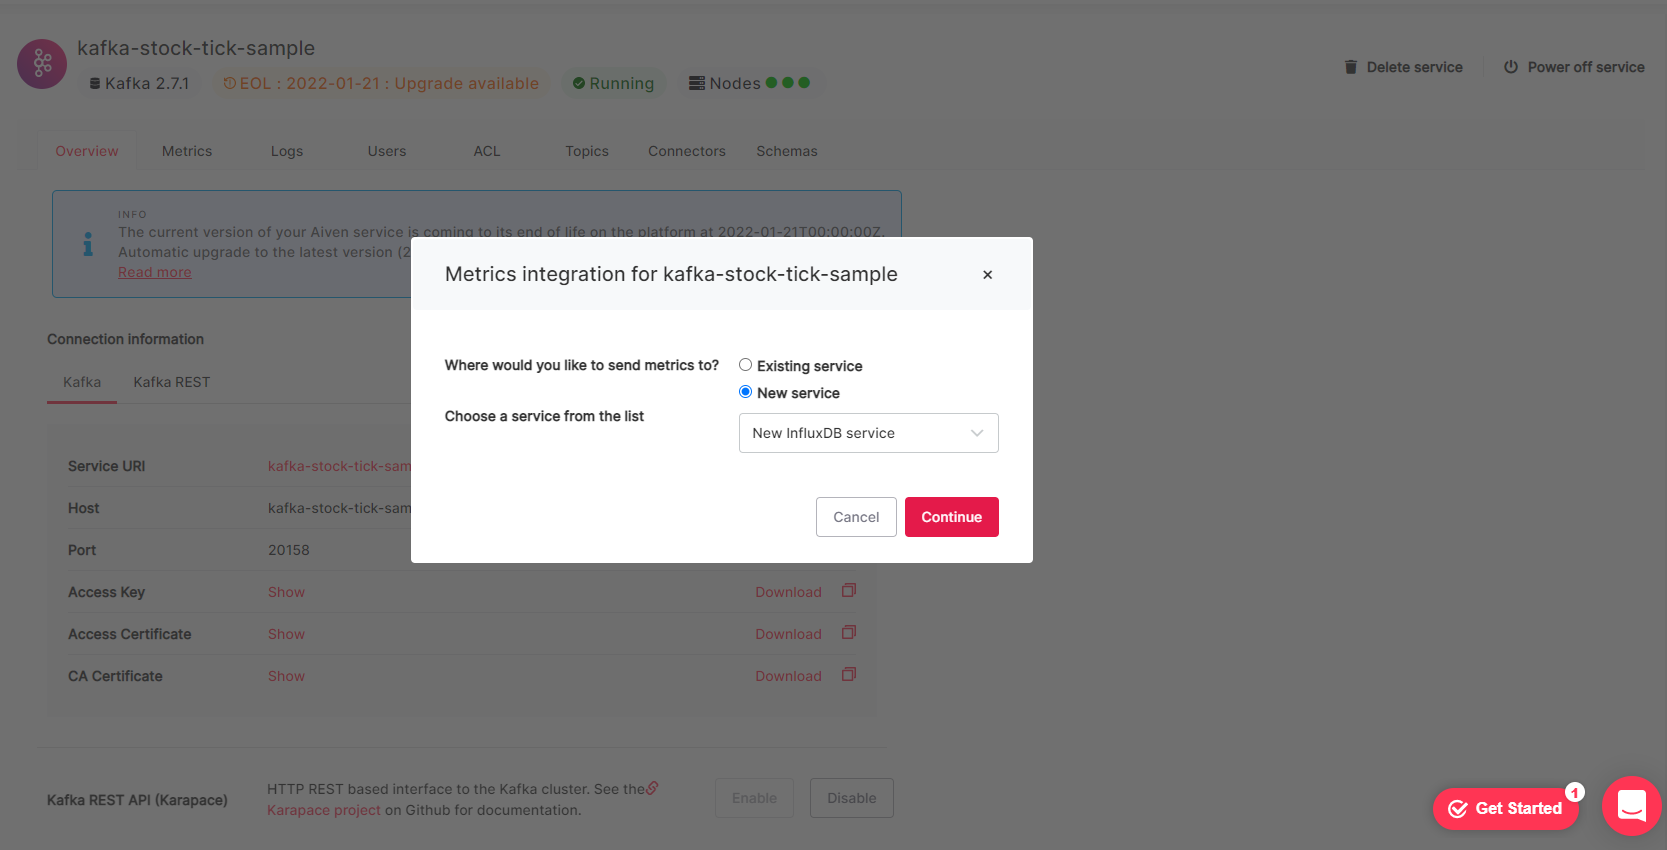 kafka-stock-tick-sample
Kafka 2.7.1
EOL : 2022-01-21 : Upgrade available
Running
Nodes
Delete service
Power off service
Overview
Metrics
Logs
Users
ACL
Topics
Connectors
Schemas
INFO
The current version of your Aiven service is coming to its end of life on the platform at 2022-01-21T00:00:00Z.
Automatic upgrade to the latest version (2
Read more
Metrics integration for kafka-stock-tick-sample
×
Where would you like to send metrics to?
Existing service
New service
Choose a service from the list
New InfluxDB service
Cancel
Continue
Connection information
Kafka
Kafka REST
Service URI
kafka-stock-tick-sam
Host
kafka-stock-tick-sam
Port
20158
Access Key
Show
Download
Access Certificate
Show
Download
CA Certificate
Show
Download
Kafka REST API (Karapace)
HTTP REST based interface to the Kafka cluster. See the
Karapace project on Github for documentation.
Enable
Disable
Get Started
1